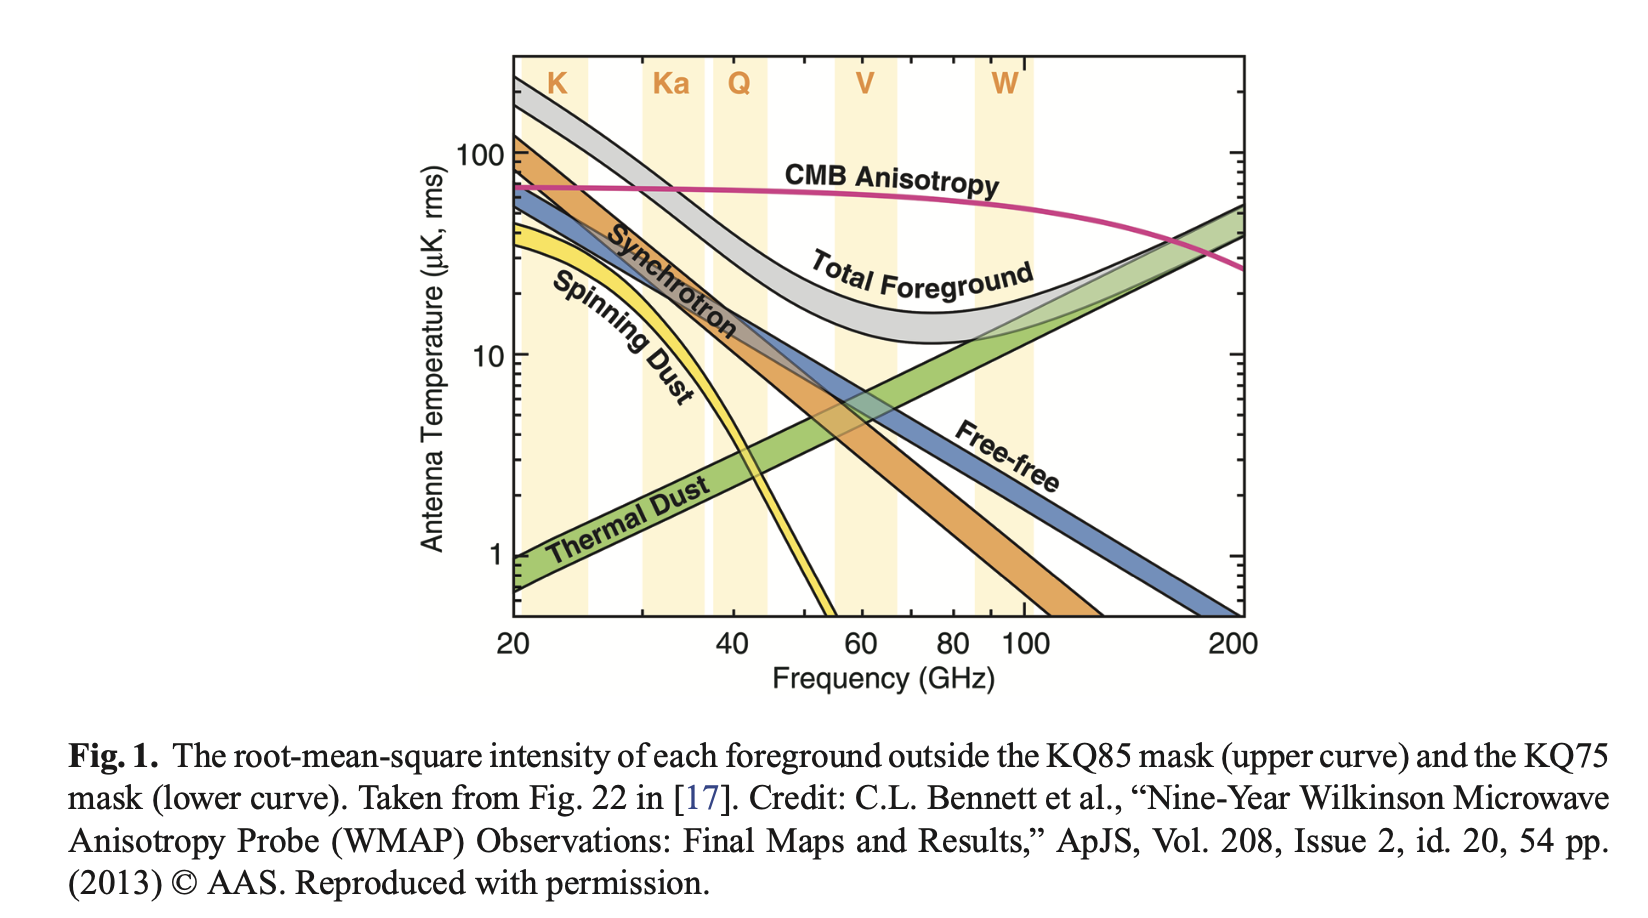 K Ka Q V W
100
CMB Anisotropy
Synchrotron
Total Foreground
Spinning Dust
10
Free-free
Thermal Dust
1
Antenna Temperature (μK, rms)
20 40 60 80 100 200
Frequency (GHz)
Fig. 1. The root-mean-square intensity of each foreground outside the KQ85 mask (upper curve) and the KQ75
mask (lower curve). Taken from Fig. 22 in [17]. Credit: C.L. Bennett et al., “Nine-Year Wilkinson Microwave
Anisotropy Probe (WMAP) Observations: Final Maps and Results,” ApJS, Vol. 208, Issue 2, id. 20, 54 pp.
(2013) © AAS. Reproduced with permission.